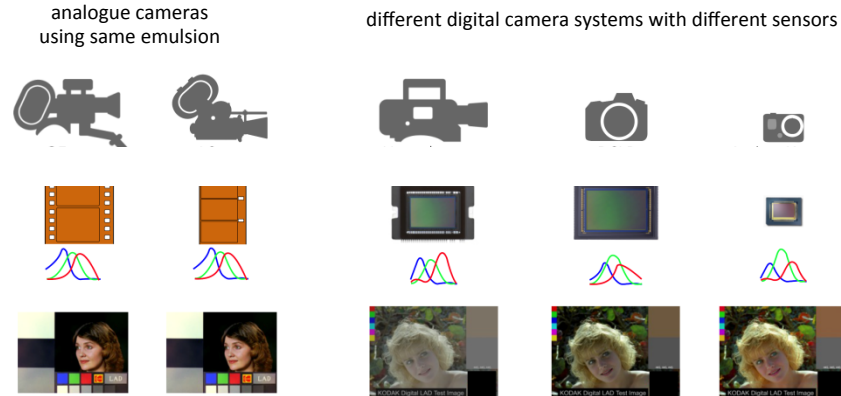 analogue cameras
using same emulsion
different digital camera systems with different sensors
LAD
LAD
KODAK Digital LAD Test Image
KODAK Digital LAD Test Image
KODAK Digital LAD Test Image